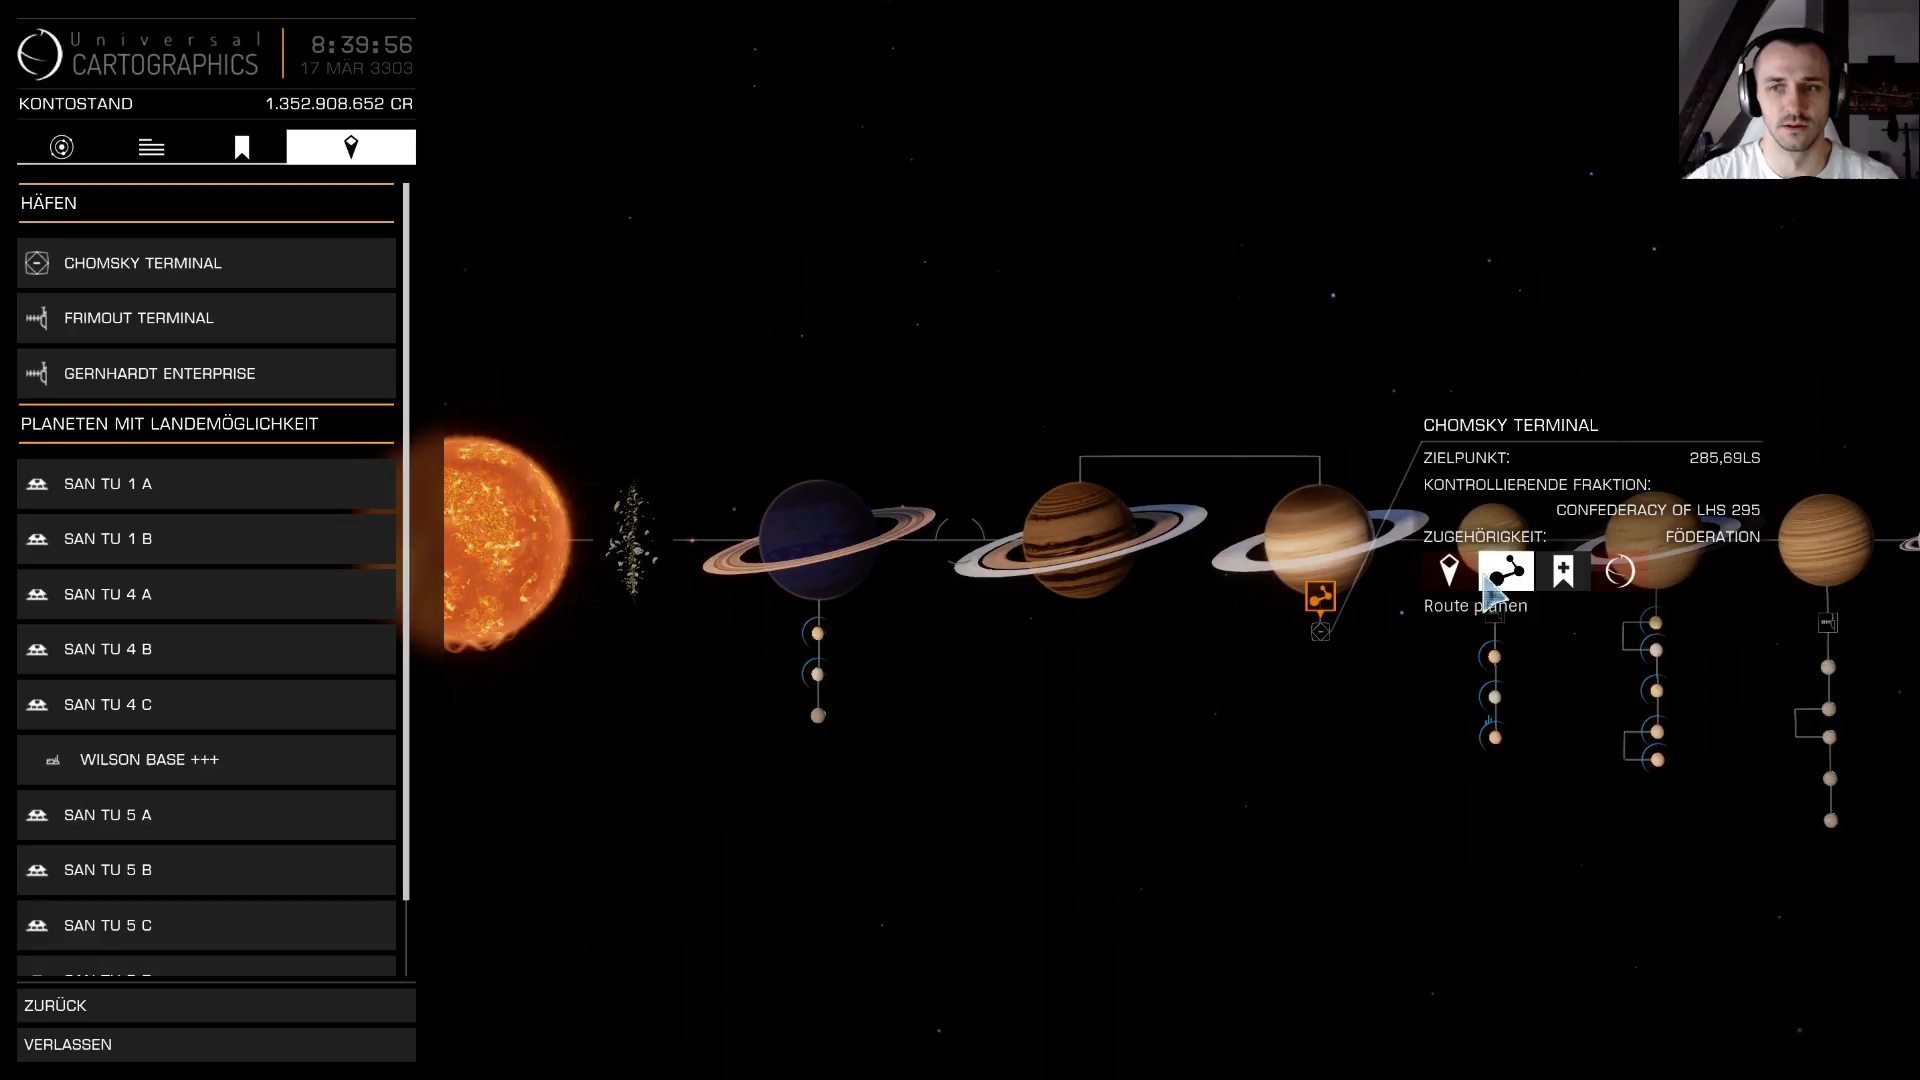 Universal
CARTOGRAPHICS
8:39:56
17 MÄR 3303
KONTOSTAND 1.352.908.652 CR
HÄFEN
CHOMSKY TERMINAL
FRIMOUT TERMINAL
GERNHARDT ENTERPRISE
PLANETEN MIT LANDEMÖGLICHKEIT
SAN TU 1 A
SAN TU 1 B
SAN TU 4 A
SAN TU 4 B
SAN TU 4 C
WILSON BASE +++
SAN TU 5 A
SAN TU 5 B
SAN TU 5 C
ZURÜCK
VERLASSEN
CHOMSKY TERMINAL
ZIELPUNKT: 285,69LS
KONTROLLIERENDE FRAKTION:
CONFEDERACY OF LHS 295
ZUGEHÖRIGKEIT: FÖDERATION
Route planen